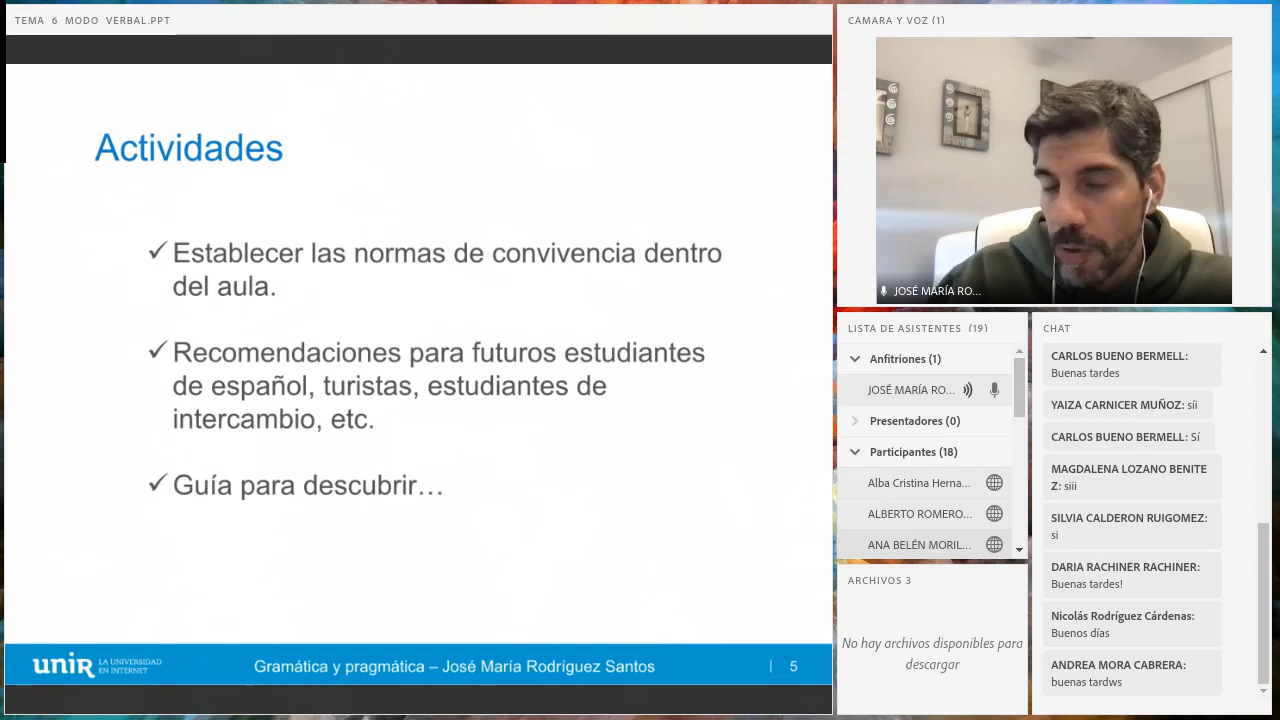 TEMA 6 MODO VERBAL.PPT
Actividades
✓ Establecer las normas de convivencia dentro
del aula.
✓ Recomendaciones para futuros estudiantes
de español, turistas, estudiantes de
intercambio, etc.
✓ Guía para descubrir…
unir LA UNIVERSIDAD
EN INTERNET
Gramática y pragmática – José María Rodríguez Santos
| 5
CAMARA Y VOZ (1)
JOSÉ MARÍA RO...
LISTA DE ASISTENTES (19)
Anfitriones (1)
JOSÉ MARÍA RO...
Presentadores (0)
Participantes (18)
Alba Cristina Herna...
ALBERTO ROMERO...
ANA BELÉN MORIL...
ARCHIVOS 3
No hay archivos disponibles para
descargar
CHAT
CARLOS BUENO BERMELL:
Buenas tardes
YAIZA CARNICER MUÑOZ: síi
CARLOS BUENO BERMELL: Sí
MAGDALENA LOZANO BENITE
Z: siii
SILVIA CALDERON RUIGOMEZ:
si
DARIA RACHINER RACHINER:
Buenas tardes!
Nicolás Rodríguez Cárdenas:
Buenos días
ANDREA MORA CABRERA:
buenas tardws